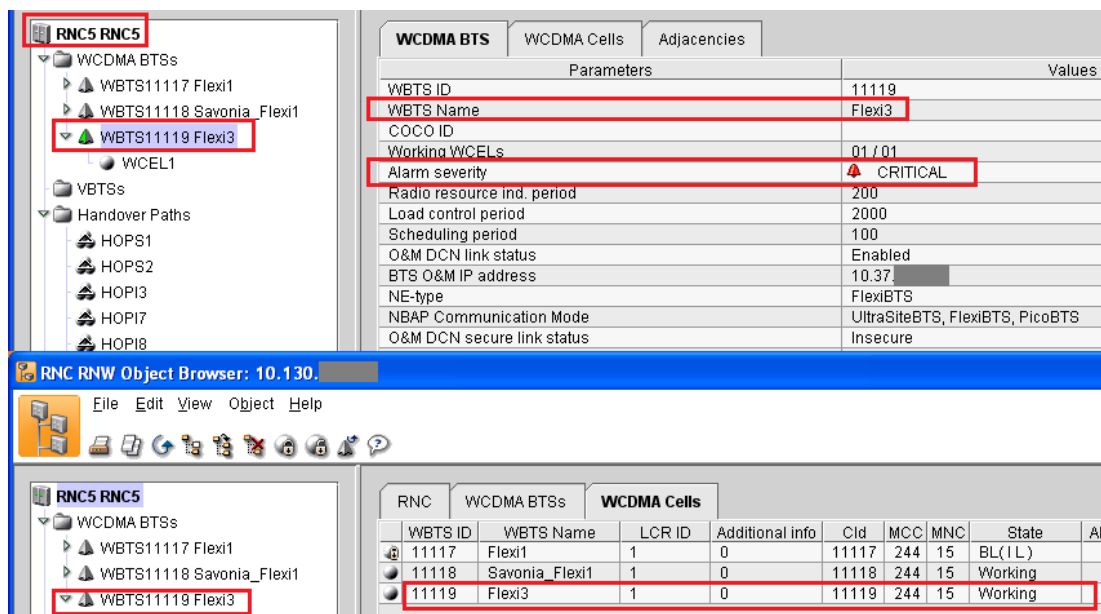 RNC5 RNC5
WCDMA BTSs
WBTS11117 Flexi1
WBTS11118 Savonia_Flexi1
WBTS11119 Flexi3
WCEL1
VBTSs
Handover Paths
HOPS1
HOPS2
HOPI3
HOPI7
HOPI8
WCDMA BTS WCDMA Cells Adjacencies
Parameters Values
WBTS ID 11119
WBTS Name Flexi3
COCO ID
Working WCELs 01 / 01
Alarm severity CRITICAL
Radio resource ind. period 200
Load control period 2000
Scheduling period 100
O&M DCN link status Enabled
BTS O&M IP address 10.37.
NE-type FlexiBTS
NBAP Communication Mode UltraSiteBTS, FlexiBTS, PicoBTS
O&M DCN secure link status Insecure
RNC RNW Object Browser: 10.130.
File Edit View Object Help
RNC5 RNC5
WCDMA BTSs
WBTS11117 Flexi1
WBTS11118 Savonia_Flexi1
WBTS11119 Flexi3
RNC WCDMA BTSs WCDMA Cells
WBTS ID WBTS Name LCR ID Additional info CId MCC MNC State
11117 Flexi1 1 0 11117 244 15 BL(IL)
11118 Savonia_Flexi1 1 0 11118 244 15 Working
11119 Flexi3 1 0 11119 244 15 Working